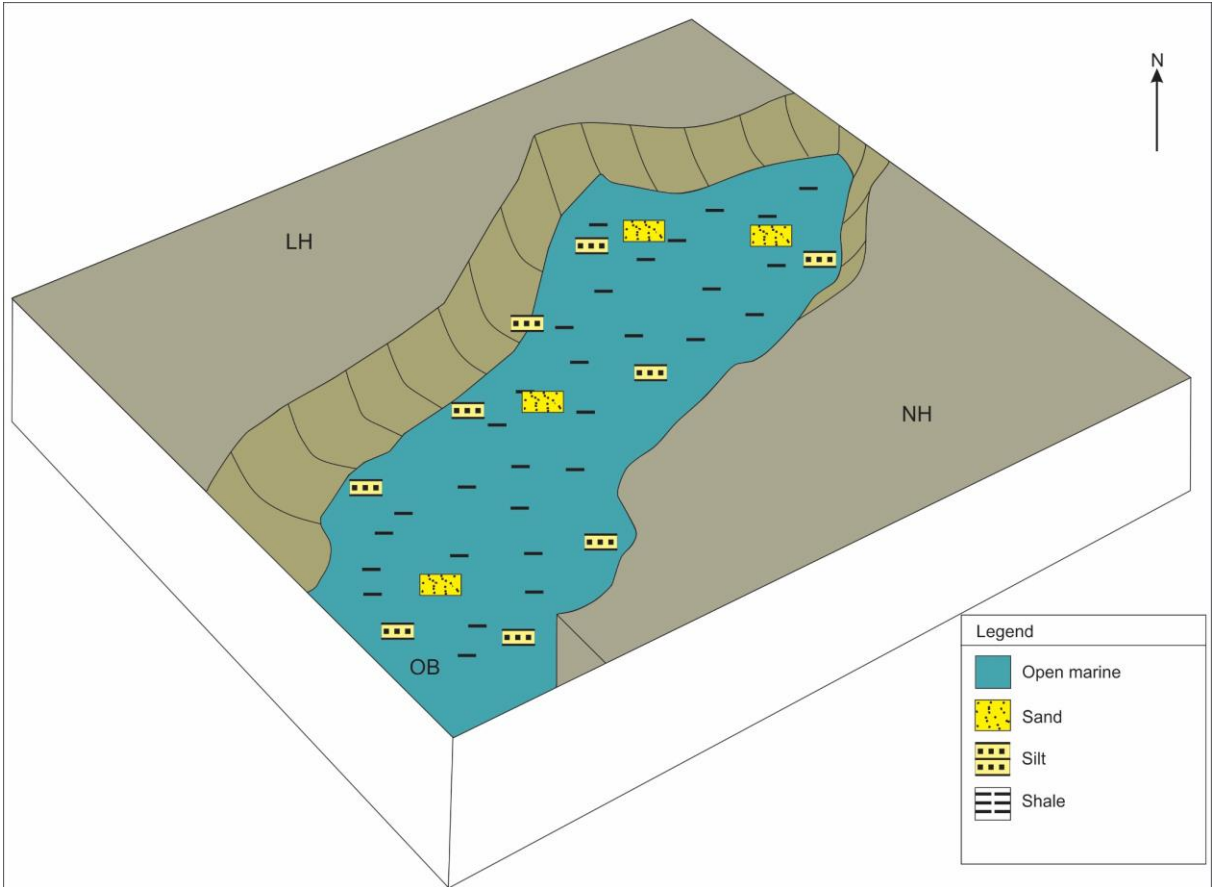 N
LH
NH
OB
Legend
Open marine
Sand
Silt
Shale